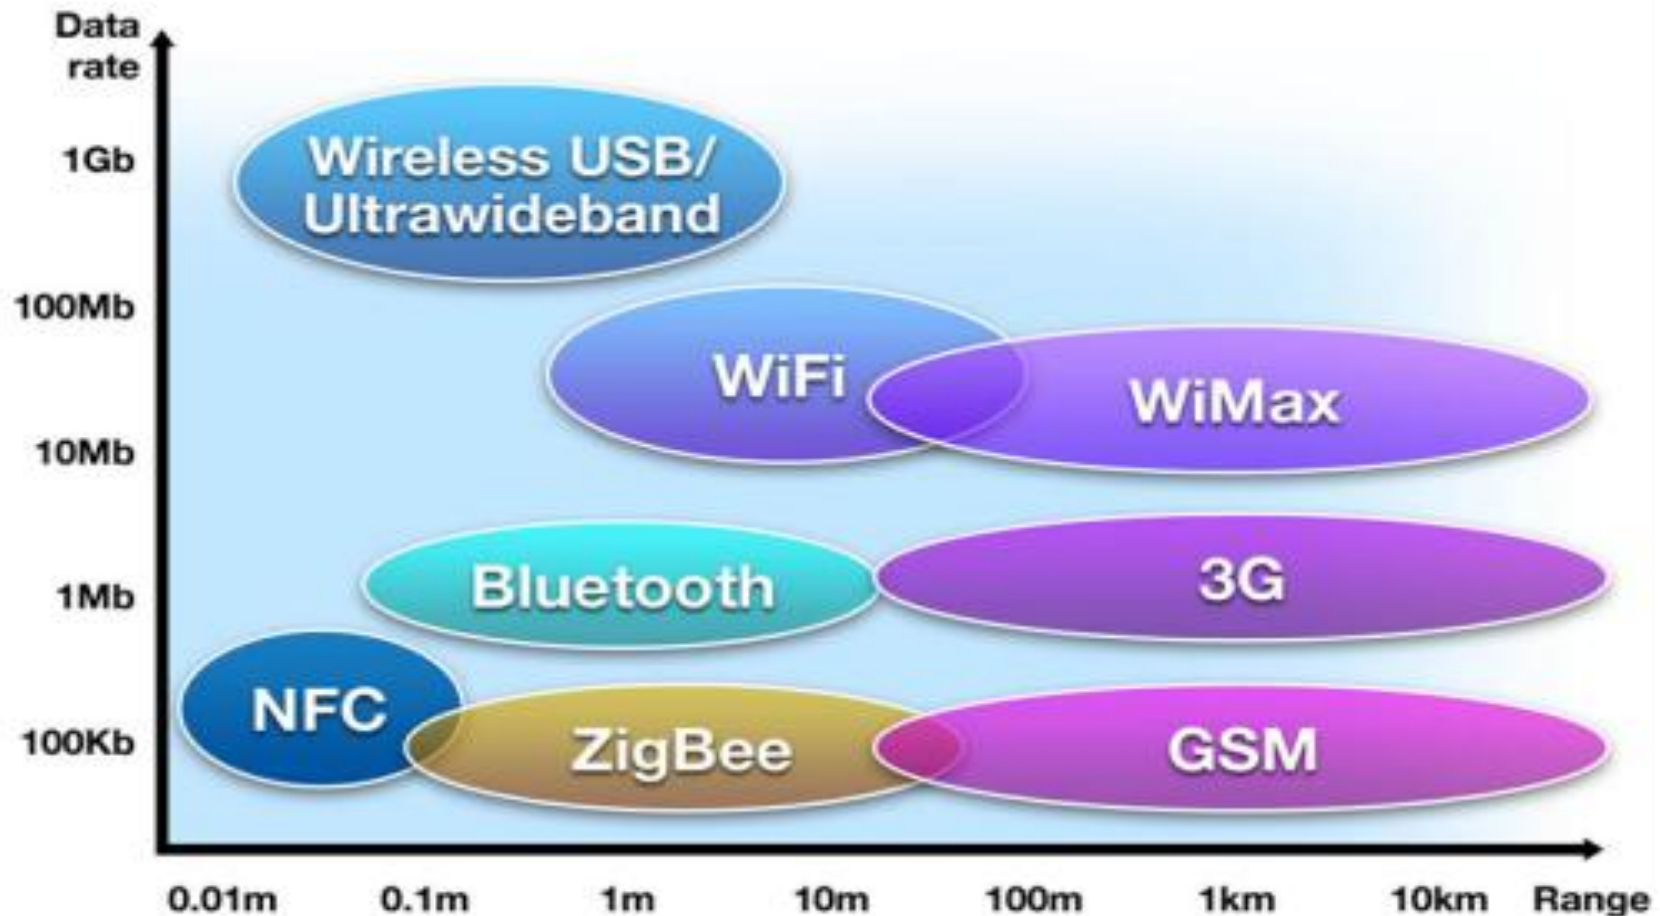 Data
rate
1Gb
Wireless USB/
Ultrawideband
100Mb
WiFi
WiMax
10Mb
Bluetooth
3G
1Mb
NFC
ZigBee
GSM
100Kb
0.01m 0.1m 1m 10m 100m 1km 10km Range